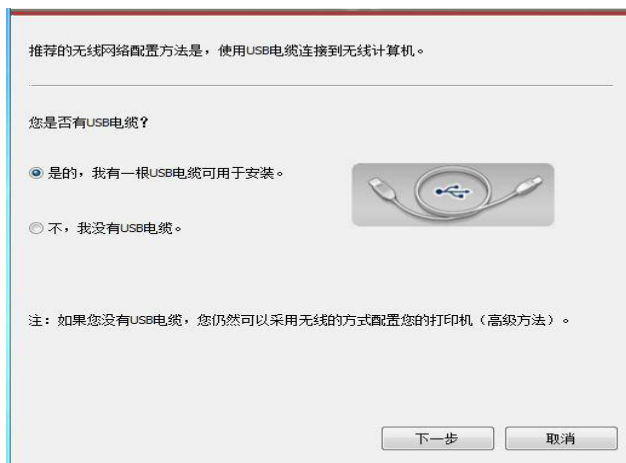 推荐的无线网络配置方法是，使用USB电缆连接到无线计算机。
您是否有USB电缆？
是的，我有一根USB电缆可用于安装。
不，我没有USB电缆。
注：如果您没有USB电缆，您仍然可以采用无线的方式配置您的打印机（高级方法）。
下一步
取消